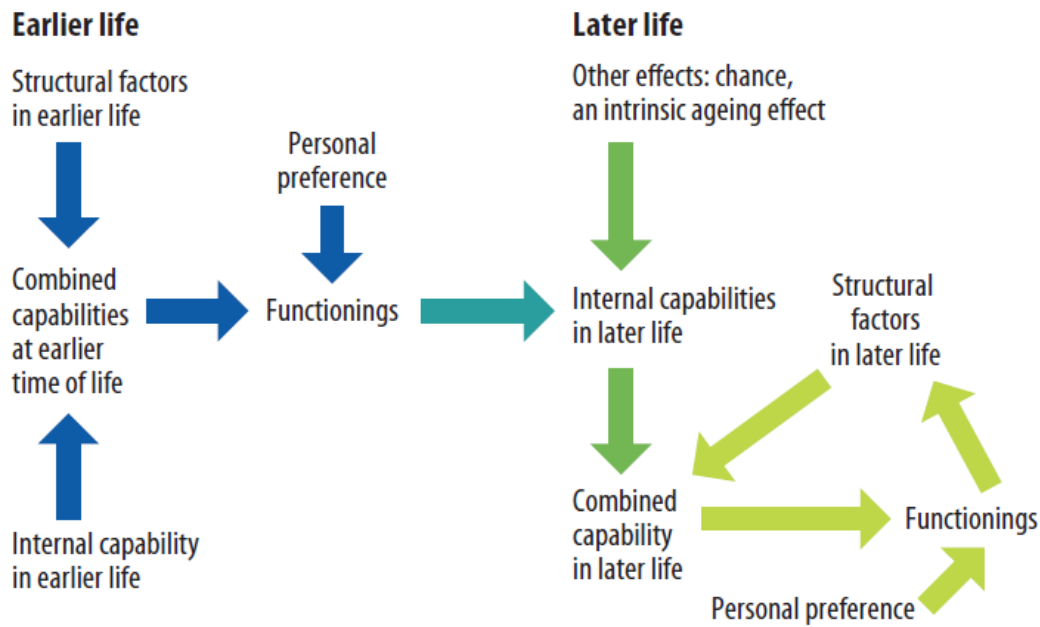 Earlier life
Structural factors
in earlier life
Personal
preference
Combined
capabilities
at earlier
time of life
Functionings
Internal capability
in earlier life
Later life
Other effects: chance,
an intrinsic ageing effect
Internal capabilities
in later life
Structural
factors
in later life
Combined
capability
in later life
Functionings
Personal preference